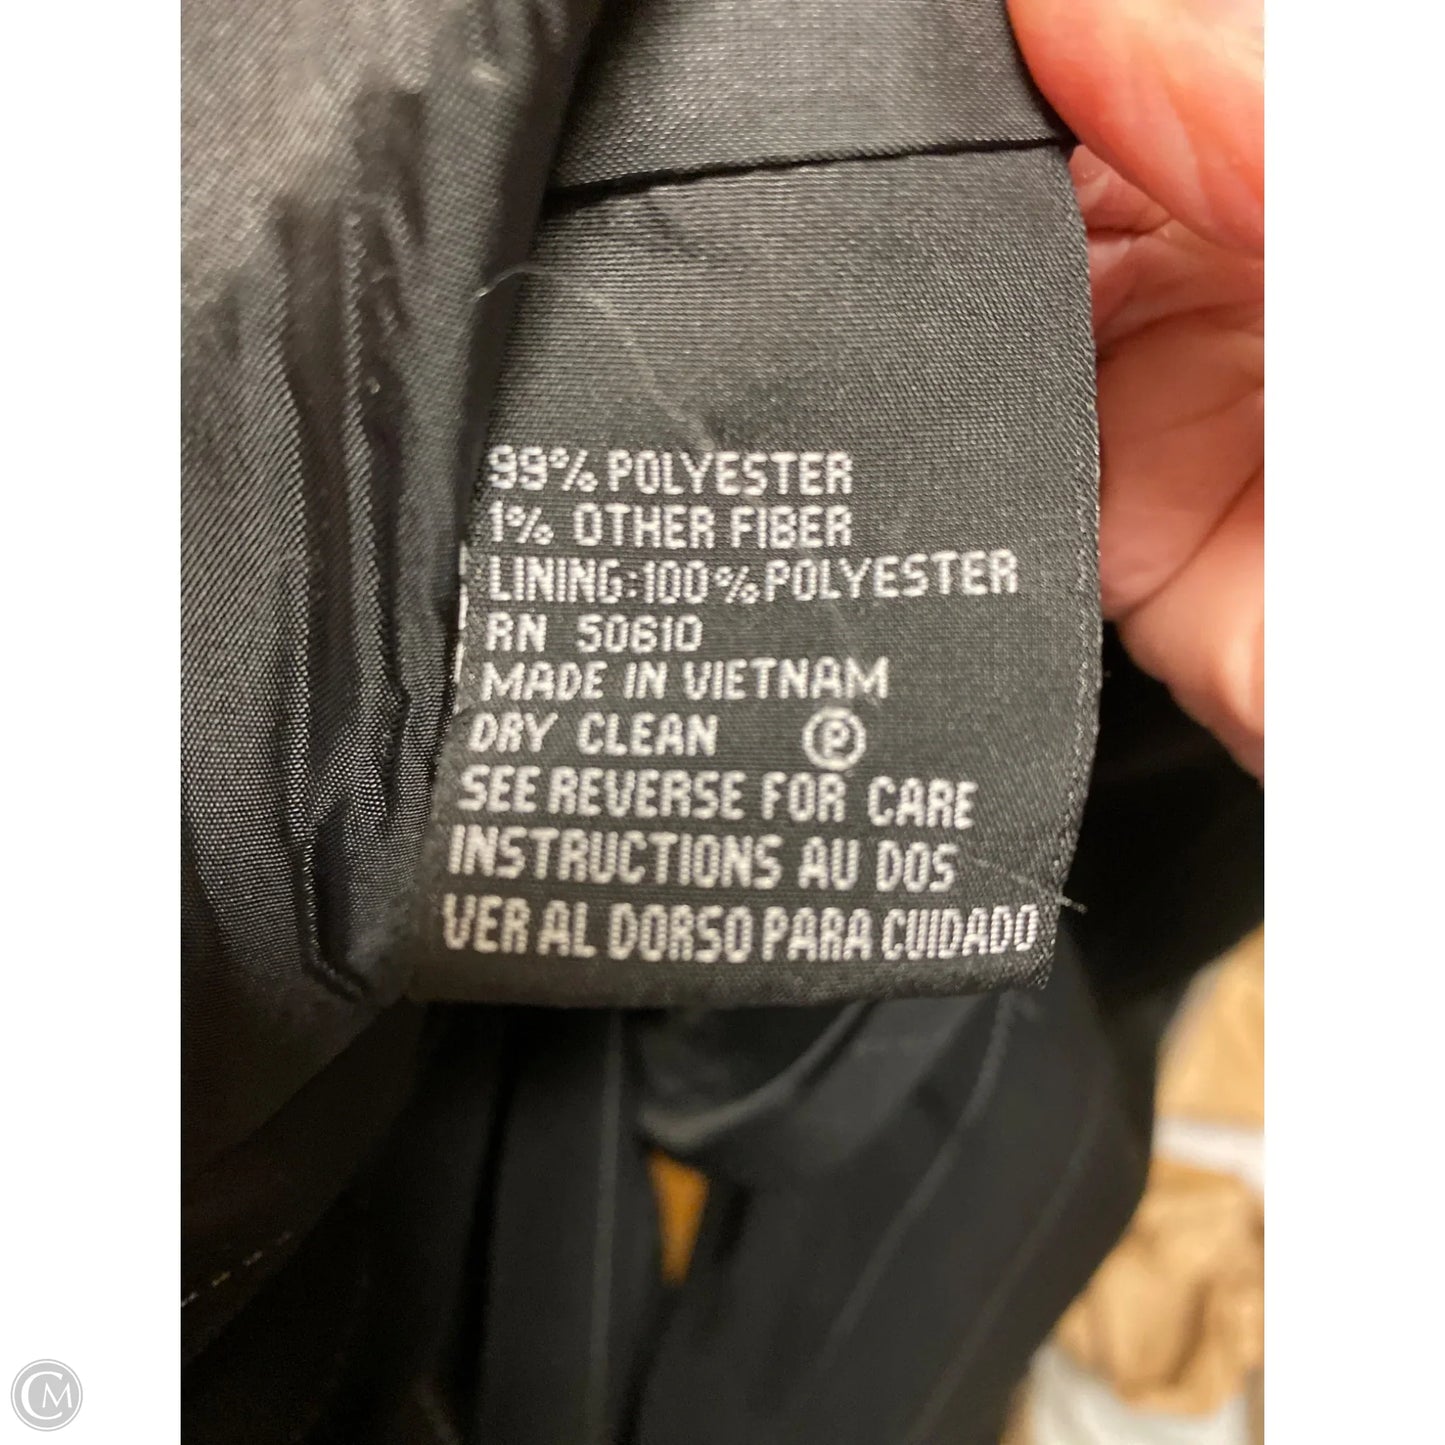 99% POLYESTER
1% OTHER FIBER
LINING:100% POLYESTER
RN 50610
MADE IN VIETNAM
DRY CLEAN Ⓟ
SEE REVERSE FOR CARE
INSTRUCTIONS AU DOS
VER AL DORSO PARA CUIDADO
CM